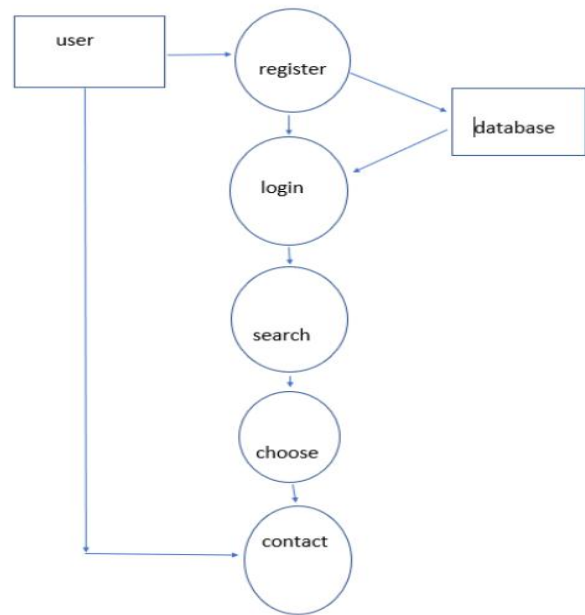 user
register
database
login
search
choose
contact